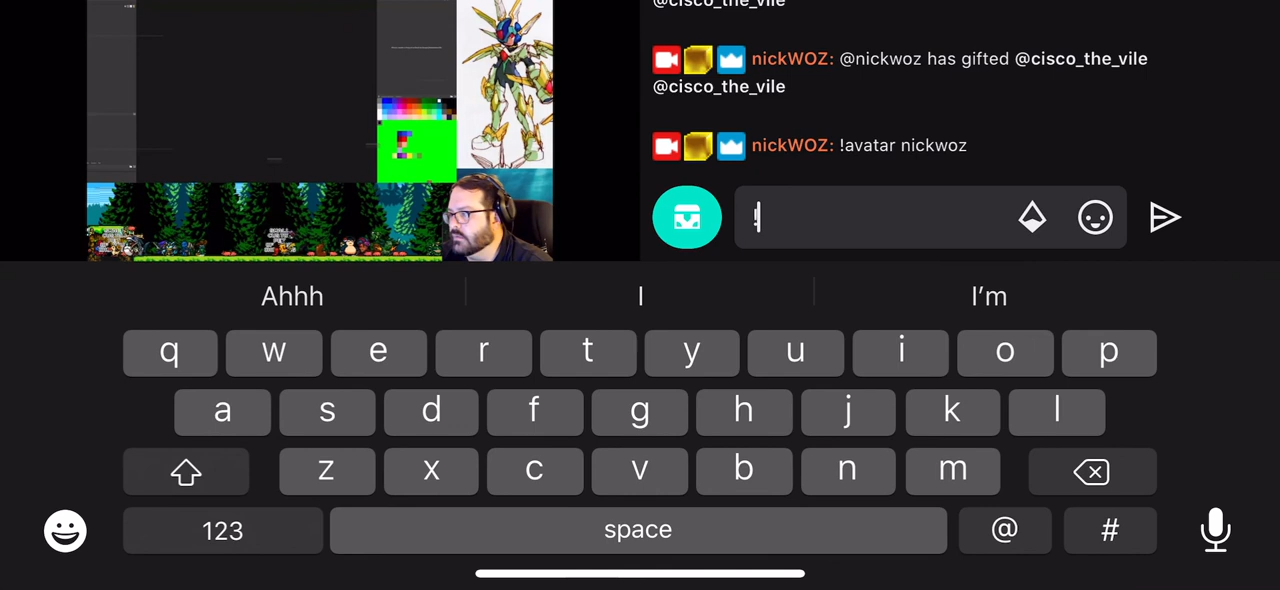 @cisco_the_vile
nickWOZ: @nickwoz has gifted @cisco_the_vile
@cisco_the_vile
nickWOZ: !avatar nickwoz
!
Ahhh
I
I’m
q w e r t y u i o p
a s d f g h j k l
z x c v b n m
123
space
@
#